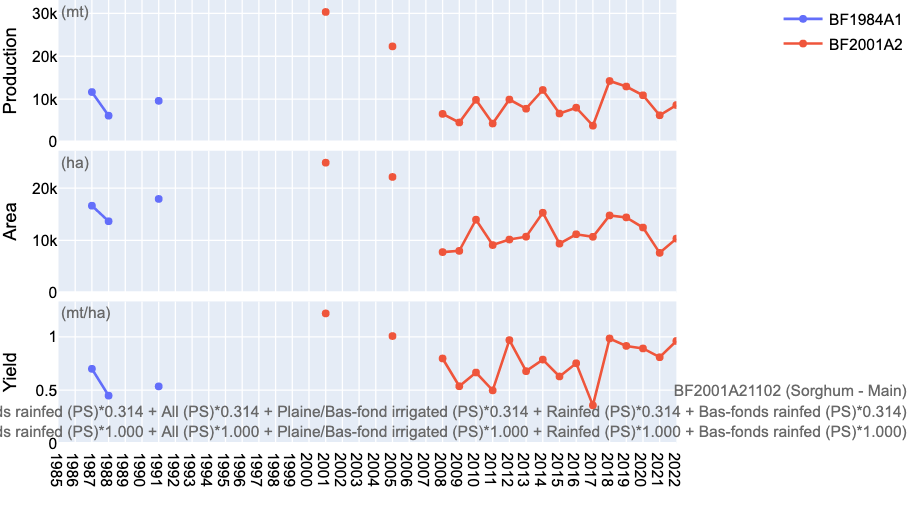 30k (mt)
20k
10k
0
Production
BF1984A1
BF2001A2
(ha)
20k
10k
0
Area
(mt/ha)
1
0.5
0
Yield
BF2001A21102 (Sorghum - Main)
ds rainfed (PS)*0.314 + All (PS)*0.314 + Plaine/Bas-fond irrigated (PS)*0.314 + Rainfed (PS)*0.314 + Bas-fonds rainfed (PS)*0.314)
ds rainfed (PS)*1.000 + All (PS)*1.000 + Plaine/Bas-fond irrigated (PS)*1.000 + Rainfed (PS)*1.000 + Bas-fonds rainfed (PS)*1.000)
1985 1986 1987 1988 1989 1990 1991 1992 1993 1994 1995 1996 1997 1998 1999 2000 2001 2002 2003 2004 2005 2006 2007 2008 2009 2010 2011 2012 2013 2014 2015 2016 2017 2018 2019 2020 2021 2022